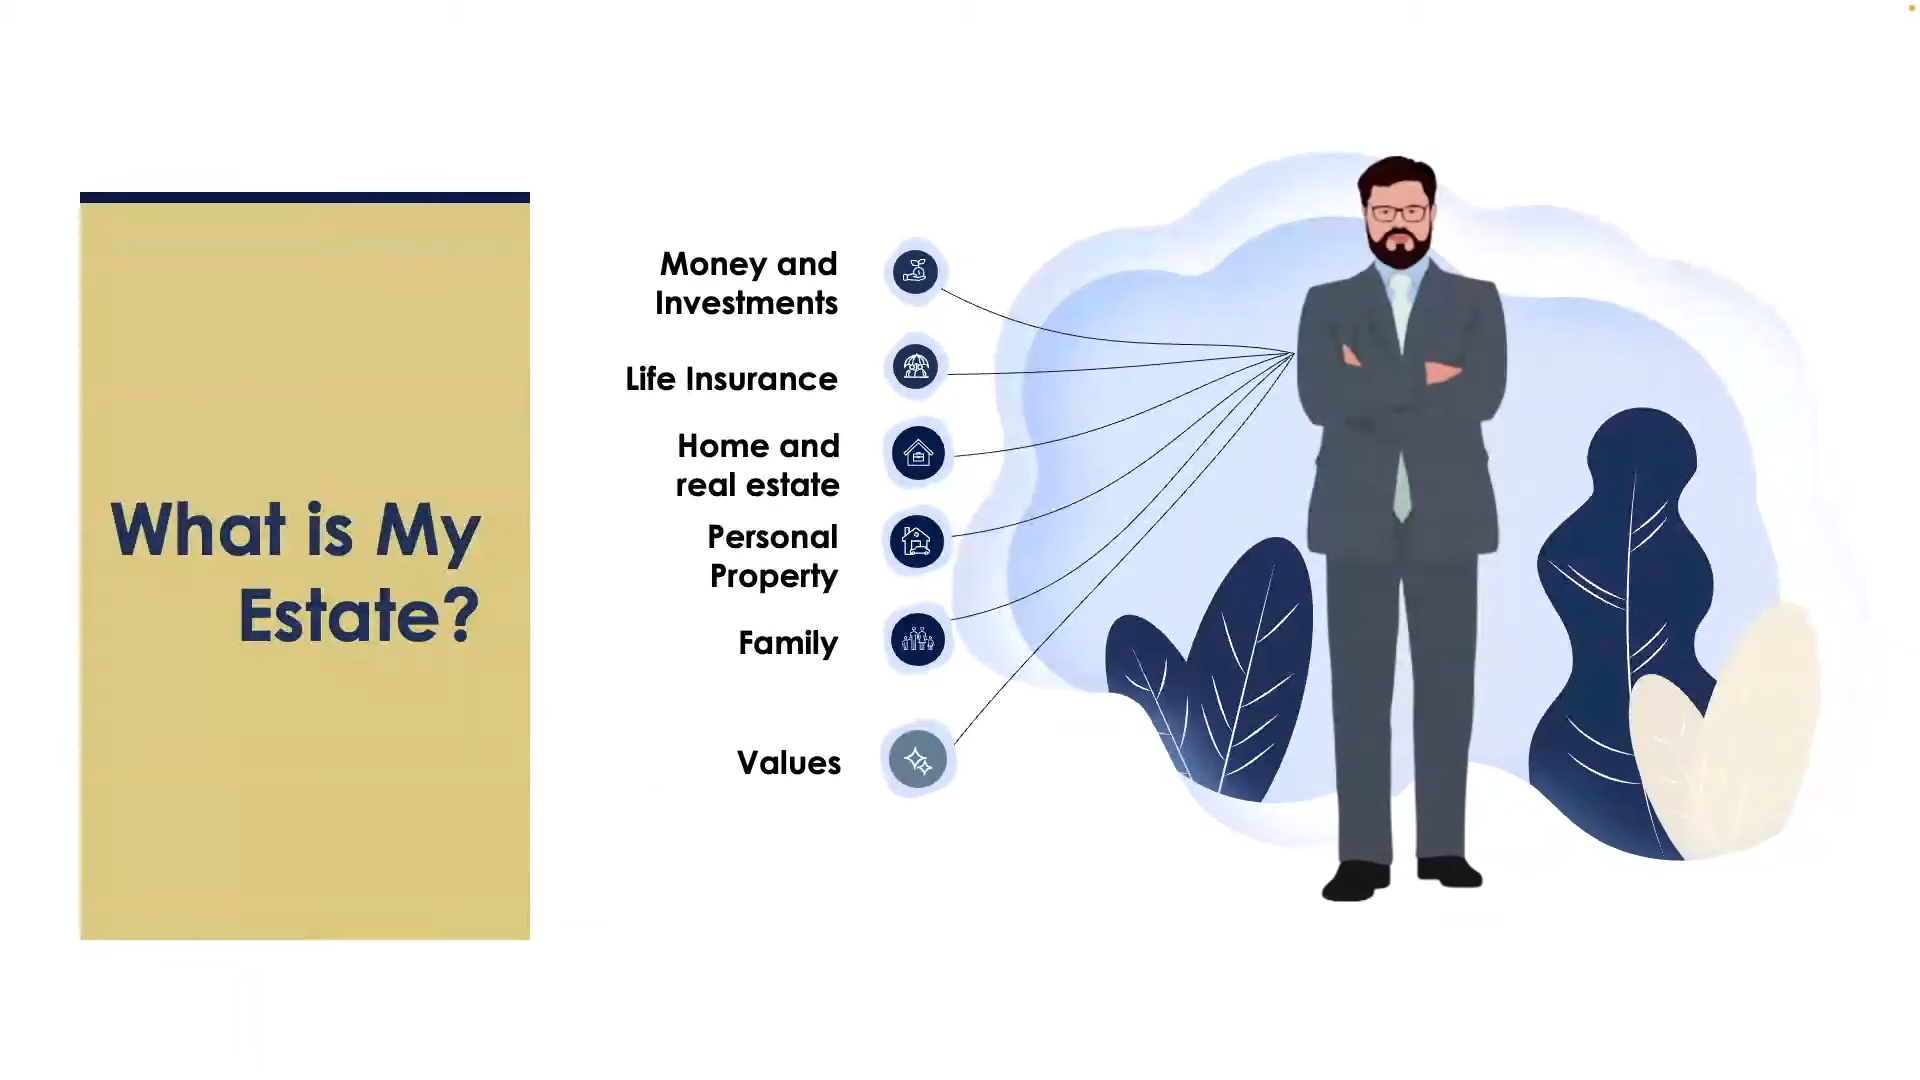 What is My
Estate?
Money and
Investments
Life Insurance
Home and
real estate
Personal
Property
Family
Values